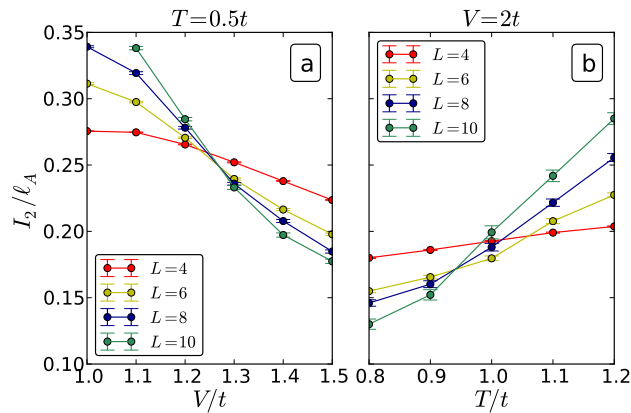 T=0.5t
V=2t
a
b
I₂/ℓ_A
0.35
0.30
0.25
0.20
0.15
0.10
L=4
L=6
L=8
L=10
L=4
L=6
L=8
L=10
1.0 1.1 1.2 1.3 1.4 1.5
0.8 0.9 1.0 1.1 1.2
V/t
T/t